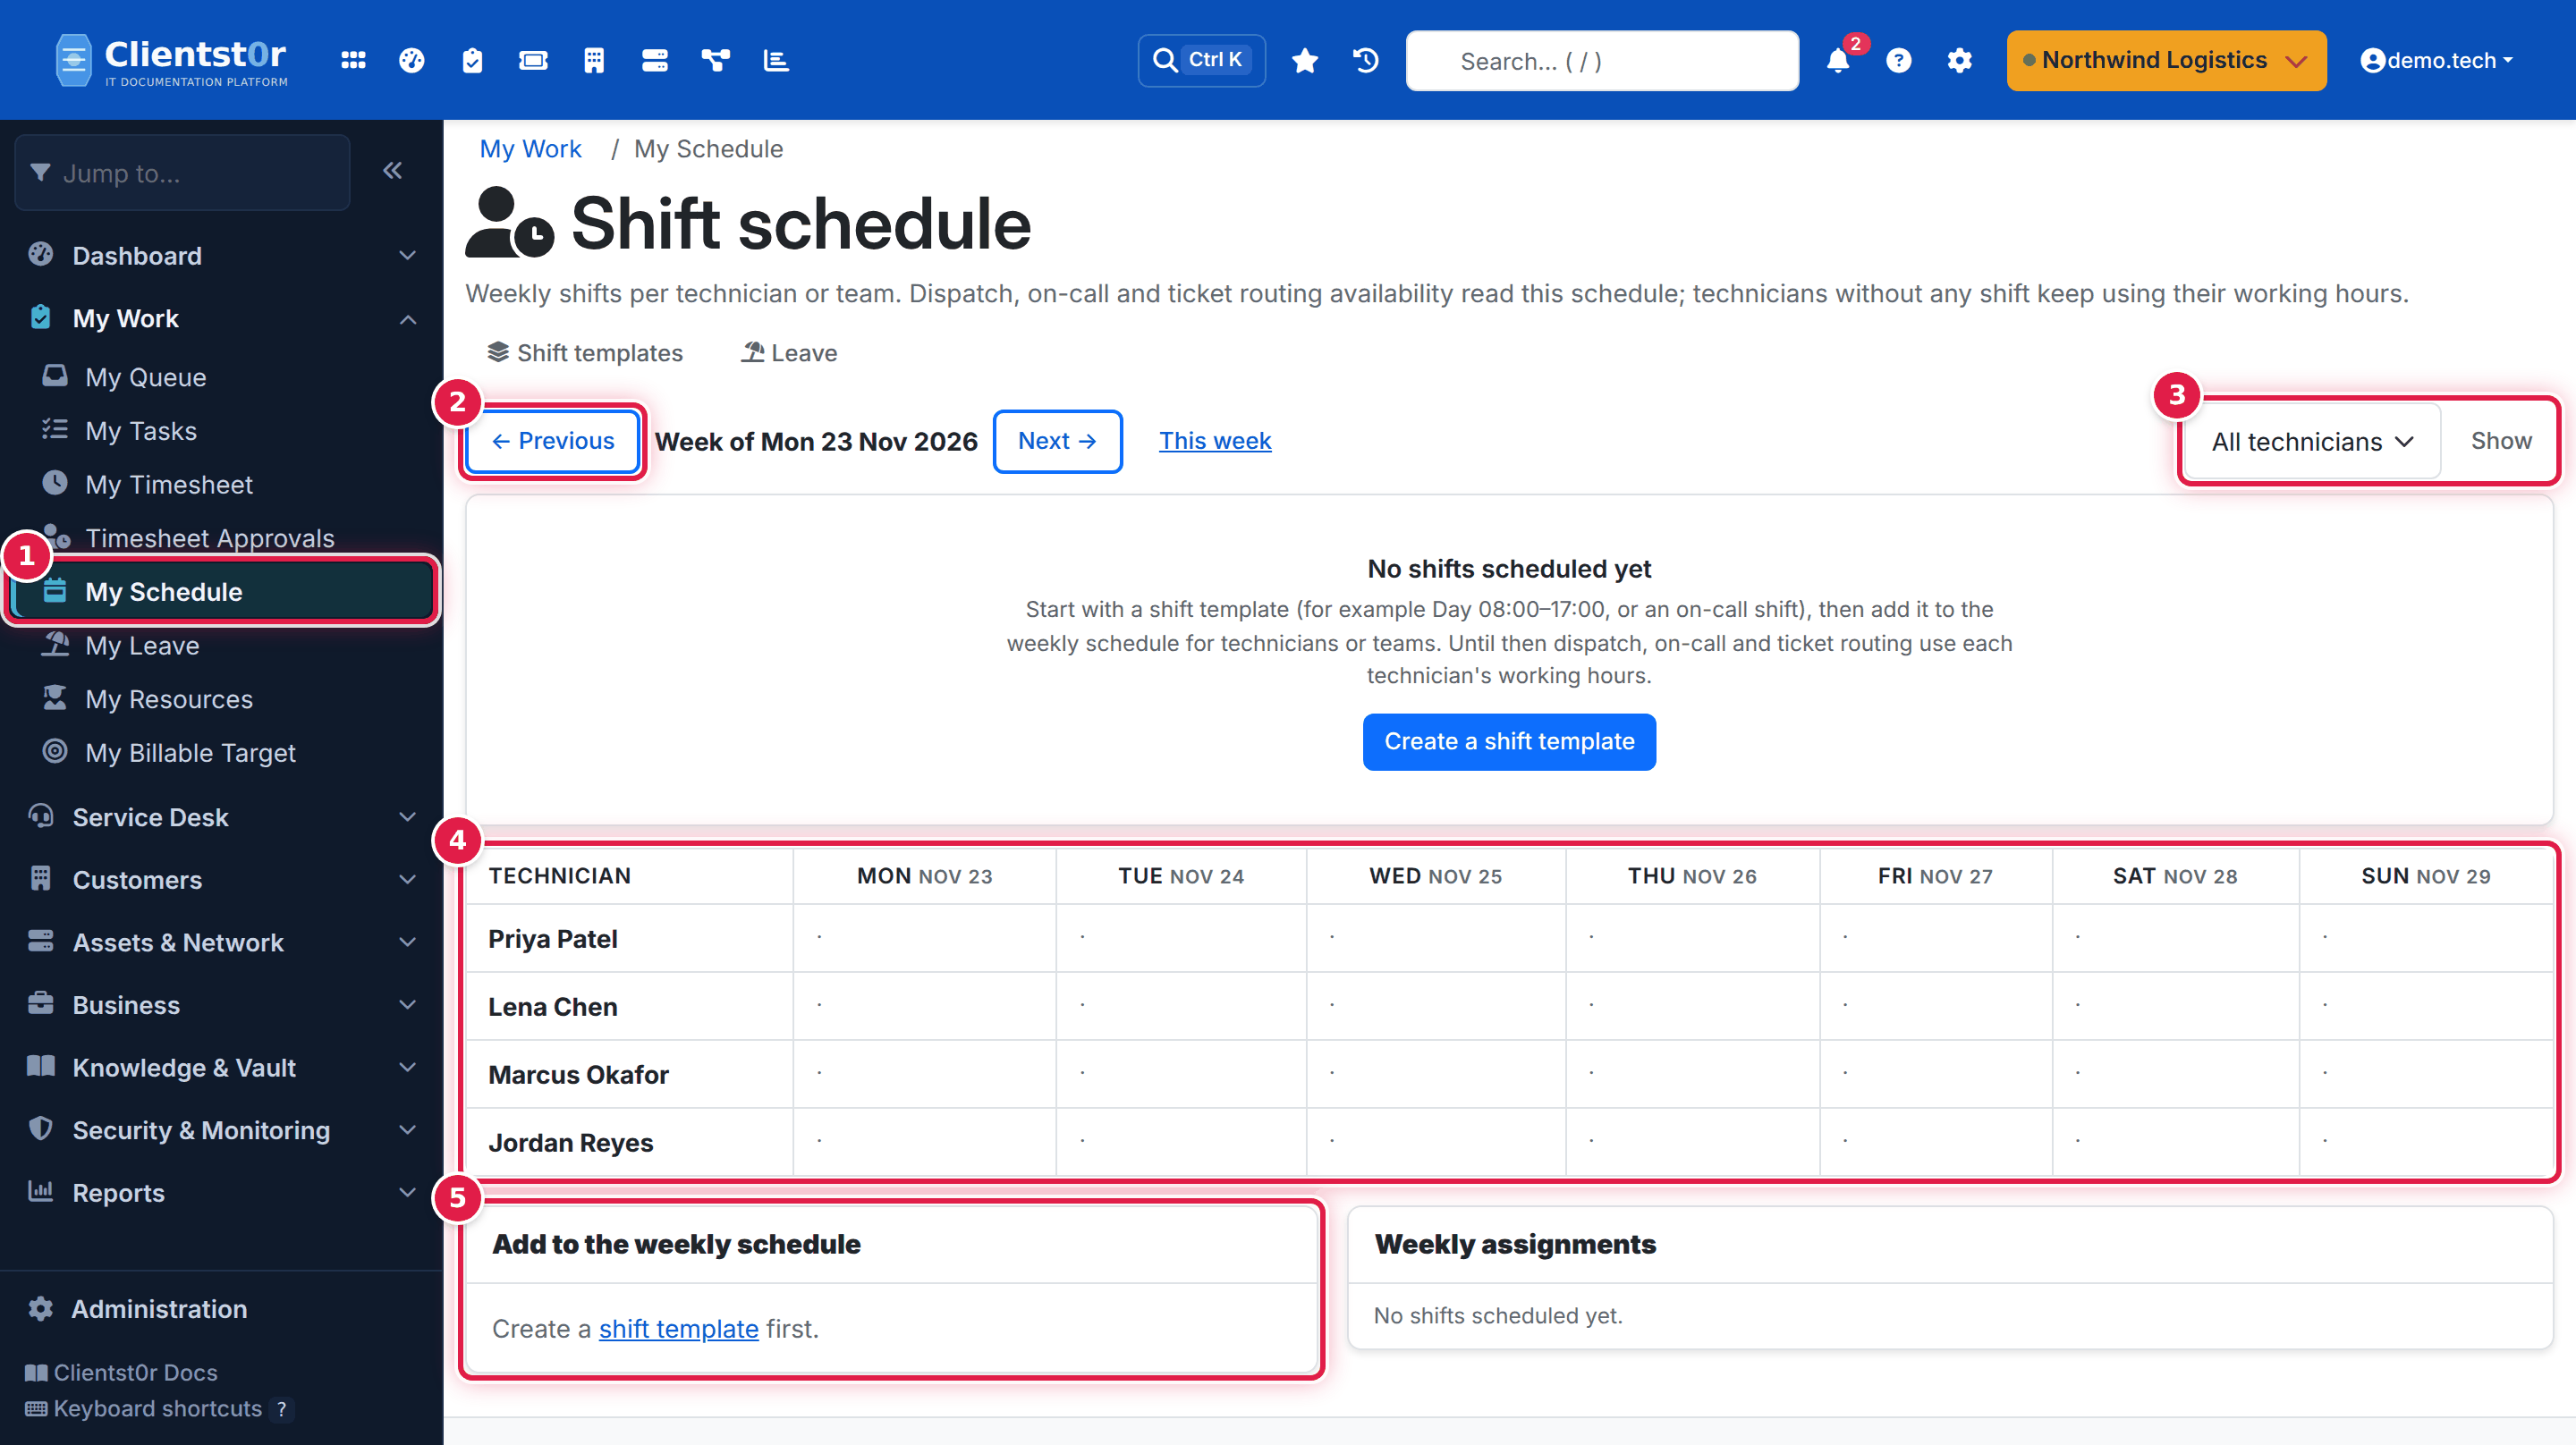 Clientst0r
IT DOCUMENTATION PLATFORM
Ctrl K
Search... ( / )
2
?
Northwind Logistics
demo.tech
Jump to...
Dashboard
My Work
My Queue
My Tasks
My Timesheet
Timesheet Approvals
1
My Schedule
My Leave
My Resources
My Billable Target
Service Desk
Customers
Assets & Network
Business
Knowledge & Vault
Security & Monitoring
Reports
Administration
Clientst0r Docs
Keyboard shortcuts ?
My Work / My Schedule
Shift schedule
Weekly shifts per technician or team. Dispatch, on-call and ticket routing availability read this schedule; technicians without any shift keep using their working hours.
Shift templates Leave
2
← Previous Week of Mon 23 Nov 2026 Next → This week
3
All technicians Show
No shifts scheduled yet
Start with a shift template (for example Day 08:00–17:00, or an on-call shift), then add it to the
weekly schedule for technicians or teams. Until then dispatch, on-call and ticket routing use each
technician's working hours.
Create a shift template
4
TECHNICIAN MON NOV 23 TUE NOV 24 WED NOV 25 THU NOV 26 FRI NOV 27 SAT NOV 28 SUN NOV 29
Priya Patel · · · · · · ·
Lena Chen · · · · · · ·
Marcus Okafor · · · · · · ·
Jordan Reyes · · · · · · ·
5
Add to the weekly schedule
Create a shift template first.
Weekly assignments
No shifts scheduled yet.